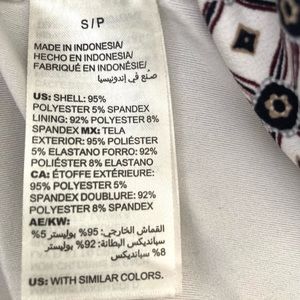 S/P
MADE IN INDONESIA/
HECHO EN INDONESIA/
FABRIQUÉ EN INDONÉSIE/
صنع في إندونيسيا
US: SHELL: 95%
POLYESTER 5% SPANDEX
LINING: 92% POLYESTER 8%
SPANDEX MX: TELA
EXTERIOR: 95% POLIÉSTER
5% ELASTANO FORRO: 92%
POLIÉSTER 8% ELASTANO
CA: ÉTOFFE EXTÉRIEURE:
95% POLYESTER 5%
SPANDEX DOUBLURE: 92%
POLYESTER 8% SPANDEX
AE/KW:
القماش الخارجي: 95% بوليستر 5%
سبانديكس البطانة: 92% بوليستر
8% سبانديكس
US: WITH SIMILAR COLORS.